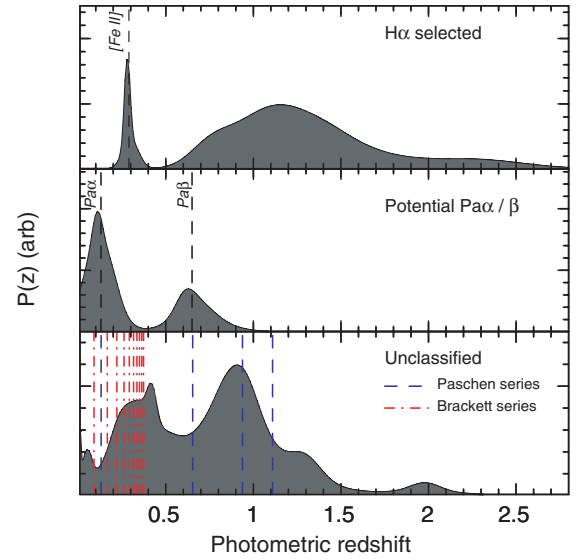 [Fe II]
Hα selected
Paα
Paβ
Potential Paα / β
P(z) (arb)
Unclassified
Paschen series
Brackett series
0.5 1 1.5 2 2.5
Photometric redshift